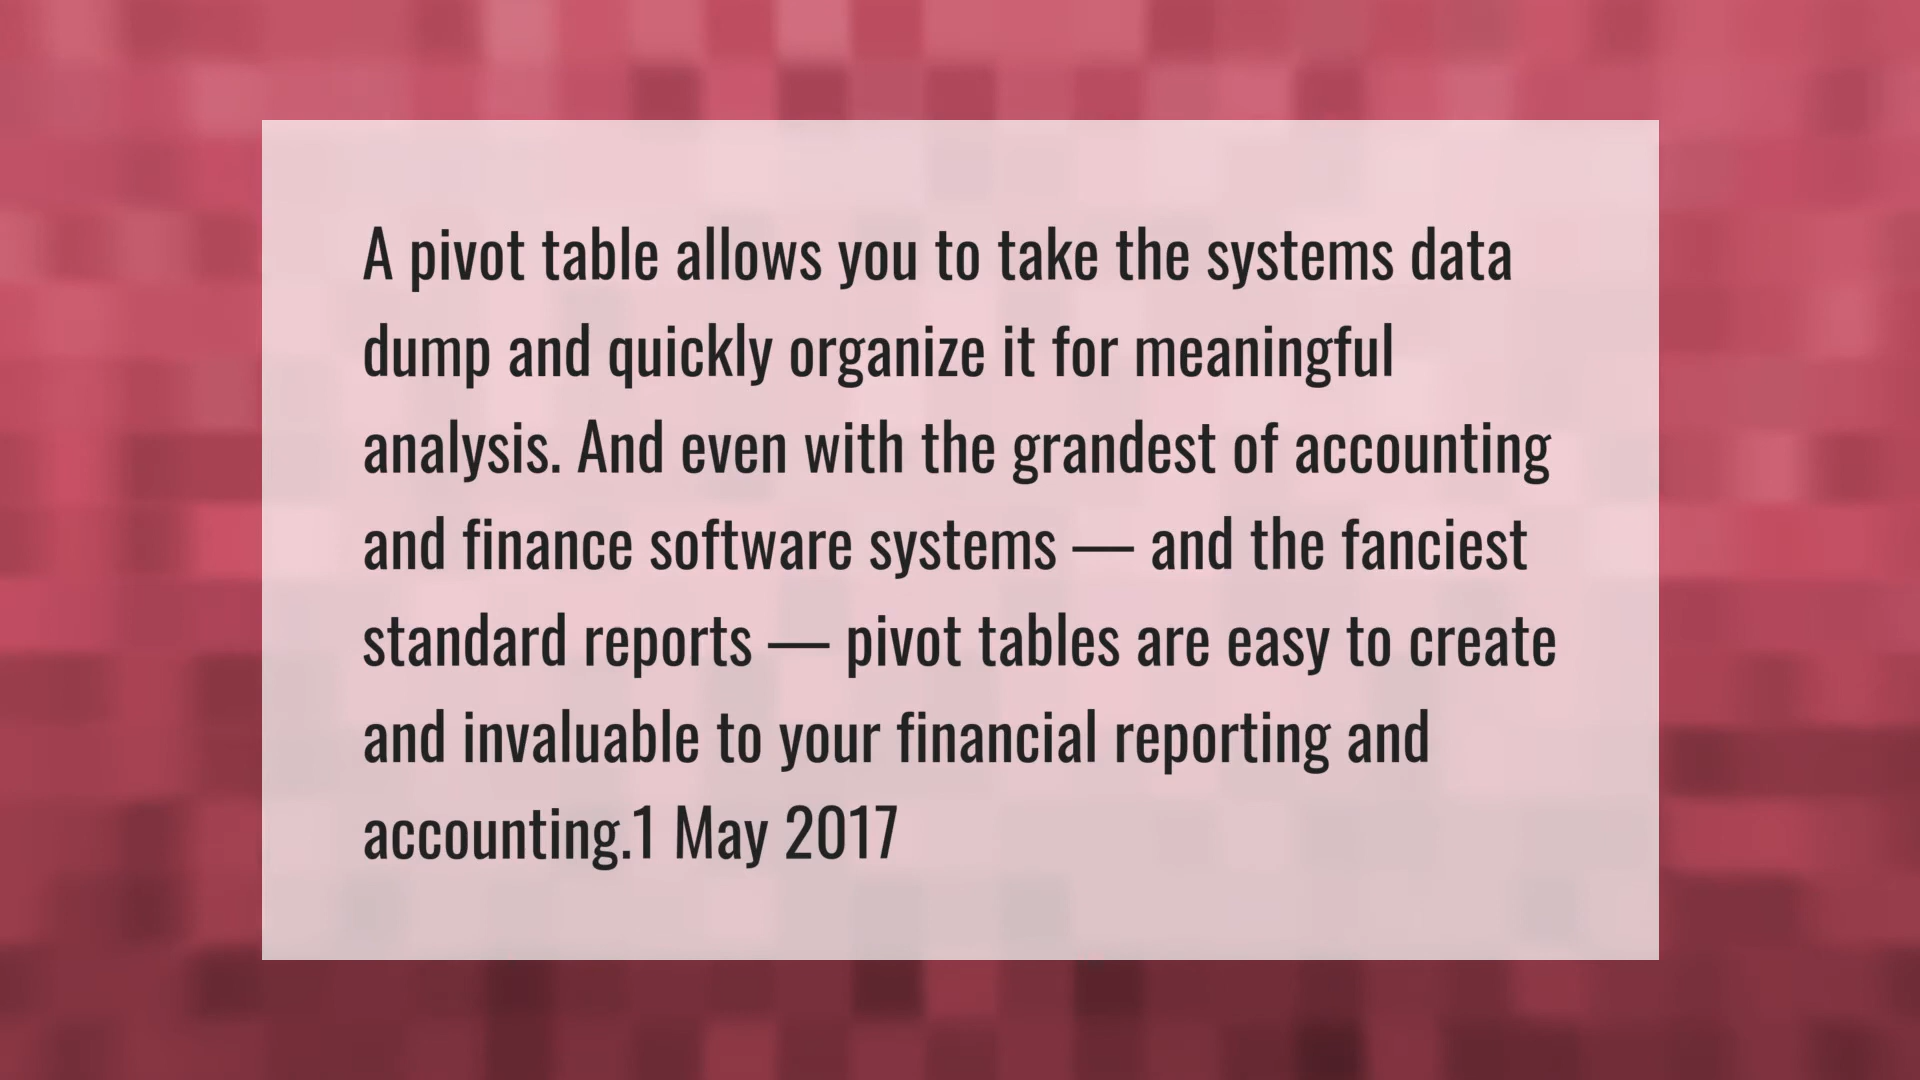 A pivot table allows you to take the systems data
dump and quickly organize it for meaningful
analysis. And even with the grandest of accounting
and finance software systems — and the fanciest
standard reports — pivot tables are easy to create
and invaluable to your financial reporting and
accounting.1 May 2017